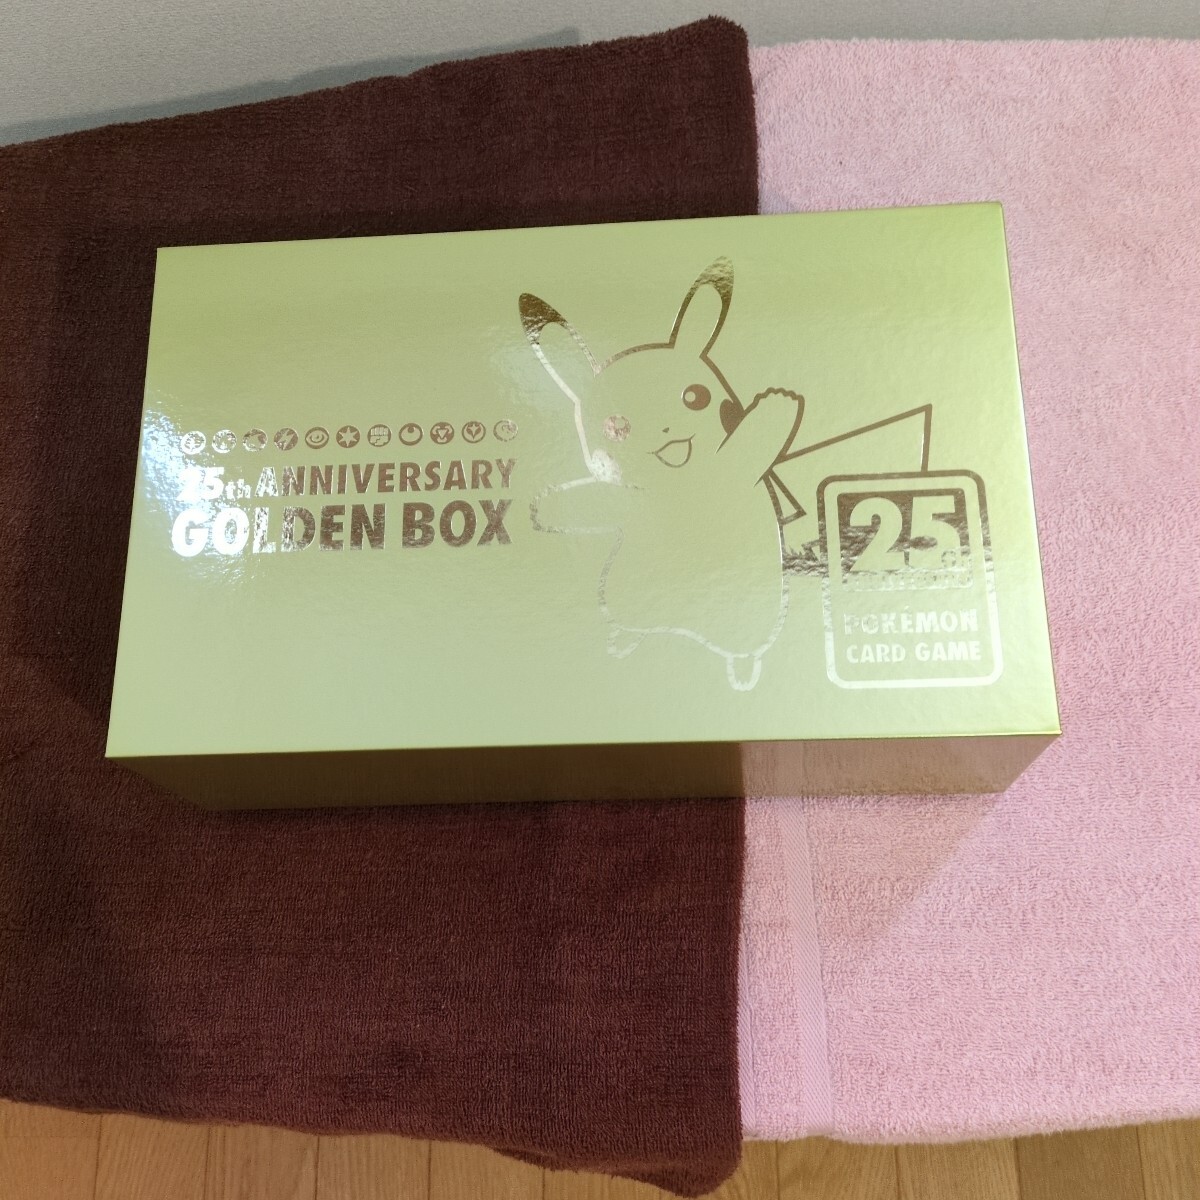 25th ANNIVERSARY
GOLDEN BOX
25
POKÉMON
CARD GAME